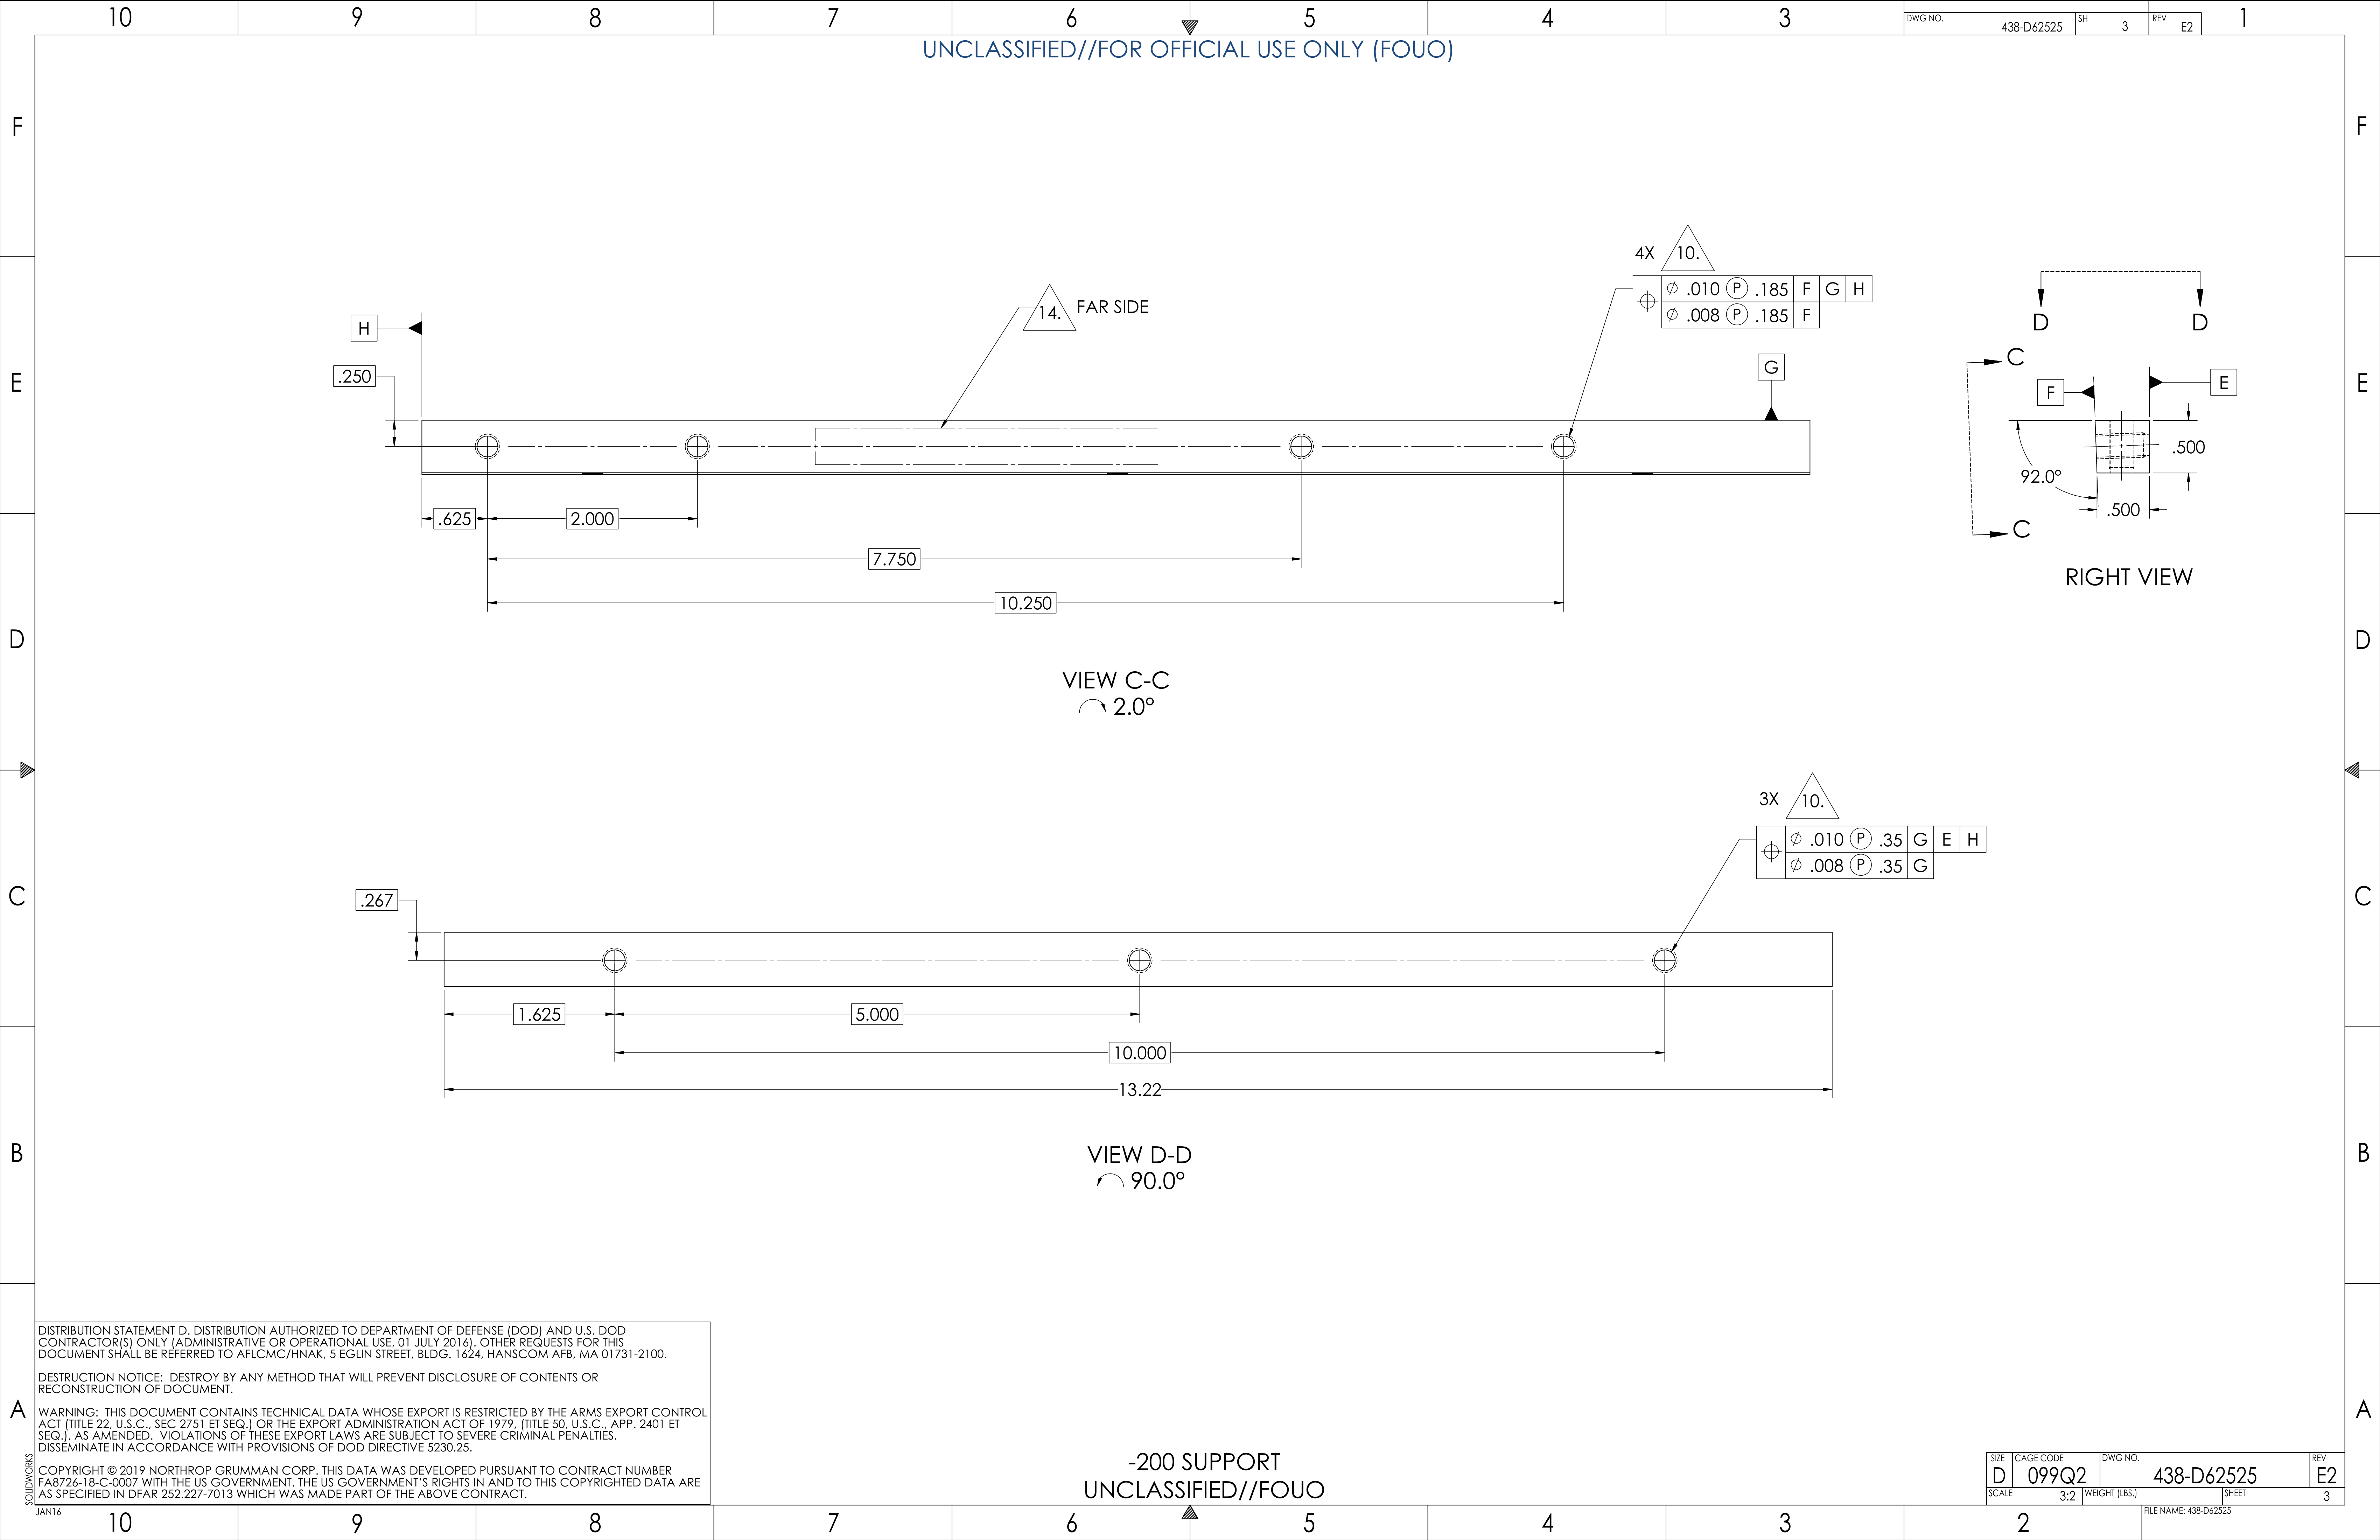 10 9 8 7 6 5 4 3 1
DWG NO. 438-D62525 SH 3 REV E2
UNCLASSIFIED//FOR OFFICIAL USE ONLY (FOUO)
F F
4X 10.
⌖ ⌀ .010 Ⓟ .185 F G H
⌀ .008 Ⓟ .185 F
14. FAR SIDE
H
.250
G
E E
.625 2.000
7.750
10.250
VIEW C-C
2.0°
D D
C
F E
.500
92.0°
.500
C
RIGHT VIEW
D D
3X 10.
⌖ ⌀ .010 Ⓟ .35 G E H
⌀ .008 Ⓟ .35 G
C C
.267
1.625 5.000
10.000
13.22
VIEW D-D
90.0°
B B
DISTRIBUTION STATEMENT D. DISTRIBUTION AUTHORIZED TO DEPARTMENT OF DEFENSE (DOD) AND U.S. DOD
CONTRACTOR(S) ONLY (ADMINISTRATIVE OR OPERATIONAL USE, 01 JULY 2016). OTHER REQUESTS FOR THIS
DOCUMENT SHALL BE REFERRED TO AFLCMC/HNAK, 5 EGLIN STREET, BLDG. 1624, HANSCOM AFB, MA 01731-2100.
DESTRUCTION NOTICE: DESTROY BY ANY METHOD THAT WILL PREVENT DISCLOSURE OF CONTENTS OR
RECONSTRUCTION OF DOCUMENT.
WARNING: THIS DOCUMENT CONTAINS TECHNICAL DATA WHOSE EXPORT IS RESTRICTED BY THE ARMS EXPORT CONTROL
ACT (TITLE 22, U.S.C., SEC 2751 ET SEQ.) OR THE EXPORT ADMINISTRATION ACT OF 1979, (TITLE 50, U.S.C., APP. 2401 ET
SEQ.), AS AMENDED. VIOLATIONS OF THESE EXPORT LAWS ARE SUBJECT TO SEVERE CRIMINAL PENALTIES.
DISSEMINATE IN ACCORDANCE WITH PROVISIONS OF DOD DIRECTIVE 5230.25.
COPYRIGHT © 2019 NORTHROP GRUMMAN CORP. THIS DATA WAS DEVELOPED PURSUANT TO CONTRACT NUMBER
FA8726-18-C-0007 WITH THE US GOVERNMENT. THE US GOVERNMENT'S RIGHTS IN AND TO THIS COPYRIGHTED DATA ARE
AS SPECIFIED IN DFAR 252.227-7013 WHICH WAS MADE PART OF THE ABOVE CONTRACT.
A A
SOLIDWORKS
JAN16
-200 SUPPORT
UNCLASSIFIED//FOUO
SIZE D CAGE CODE 099Q2 DWG NO. 438-D62525 REV E2
SCALE 3:2 WEIGHT (LBS.) SHEET 3
FILE NAME: 438-D62525
10 9 8 7 6 5 4 3 2